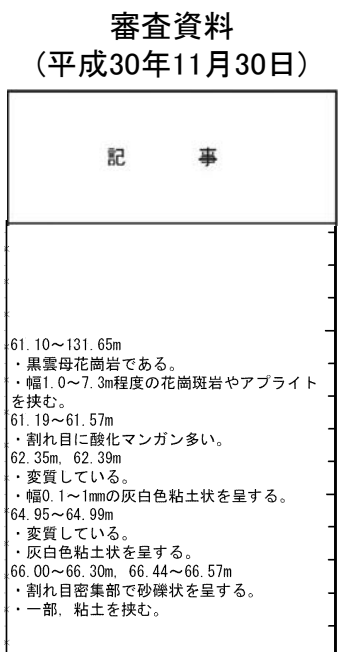 審査資料
（平成30年11月30日）
記　事
61.10～131.65m
・黒雲母花崗岩である。
・幅1.0～7.3m程度の花崗斑岩やアプライト
を挟む。
61.19～61.57m
・割れ目に酸化マンガン多い。
62.35m, 62.39m
・変質している。
・幅0.1～1mmの灰白色粘土状を呈する。
64.95～64.99m
・変質している。
・灰白色粘土状を呈する。
66.00～66.30m, 66.44～66.57m
・割れ目密集部で砂礫状を呈する。
・一部, 粘土を挟む。